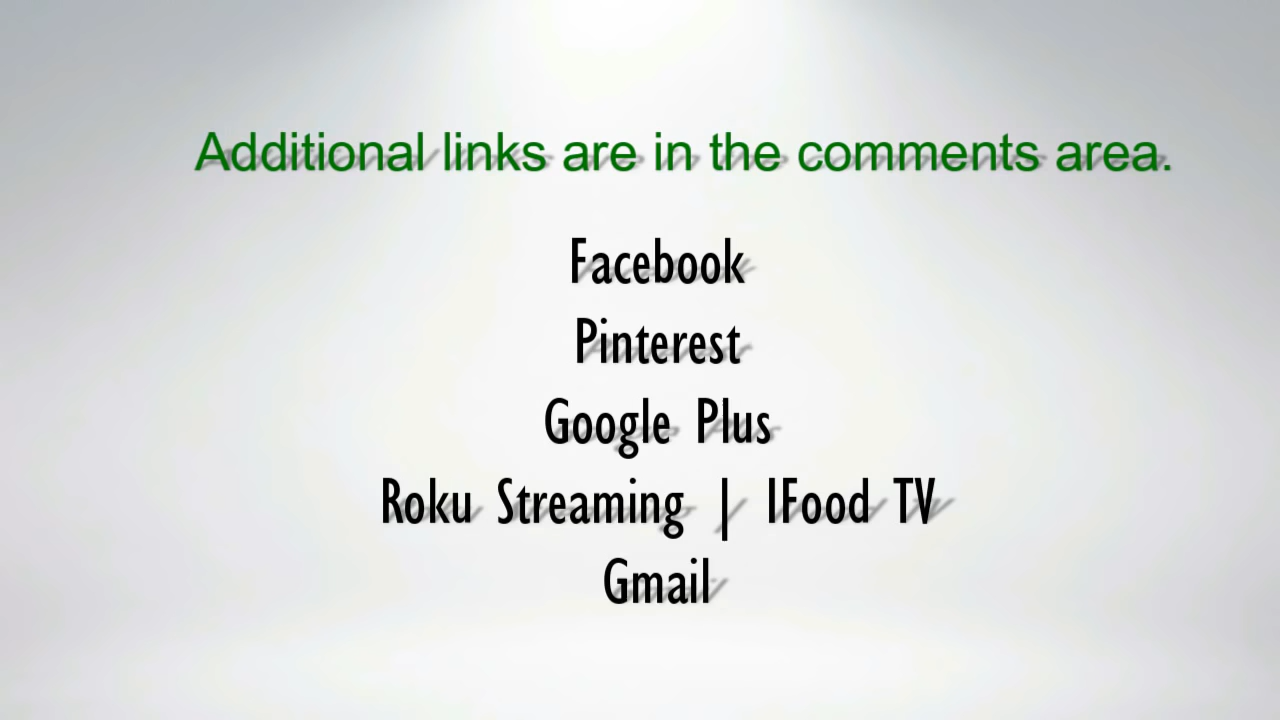 Additional links are in the comments area.
Facebook
Pinterest
Google Plus
Roku Streaming | IFood TV
Gmail